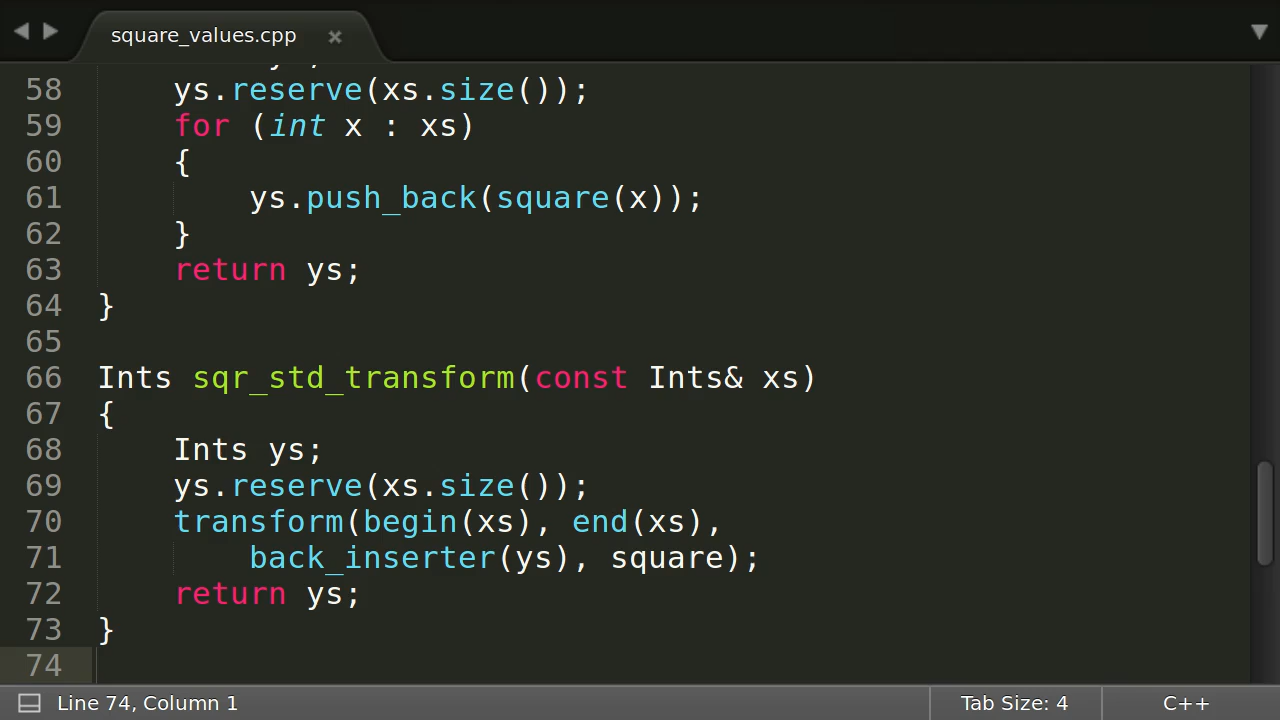 square_values.cpp
58 ys.reserve(xs.size());
59 for (int x : xs)
60 {
61 ys.push_back(square(x));
62 }
63 return ys;
64 }
65
66 Ints sqr_std_transform(const Ints& xs)
67 {
68 Ints ys;
69 ys.reserve(xs.size());
70 transform(begin(xs), end(xs),
71 back_inserter(ys), square);
72 return ys;
73 }
74
Line 74, Column 1 Tab Size: 4 C++